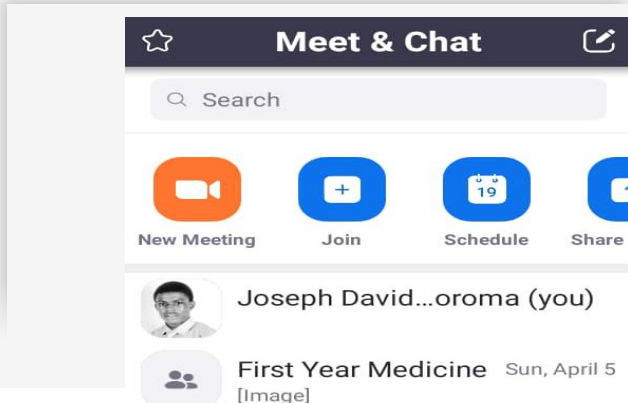 Meet & Chat
Search
19
New Meeting Join Schedule Share
Joseph David...oroma (you)
First Year Medicine Sun, April 5
[Image]